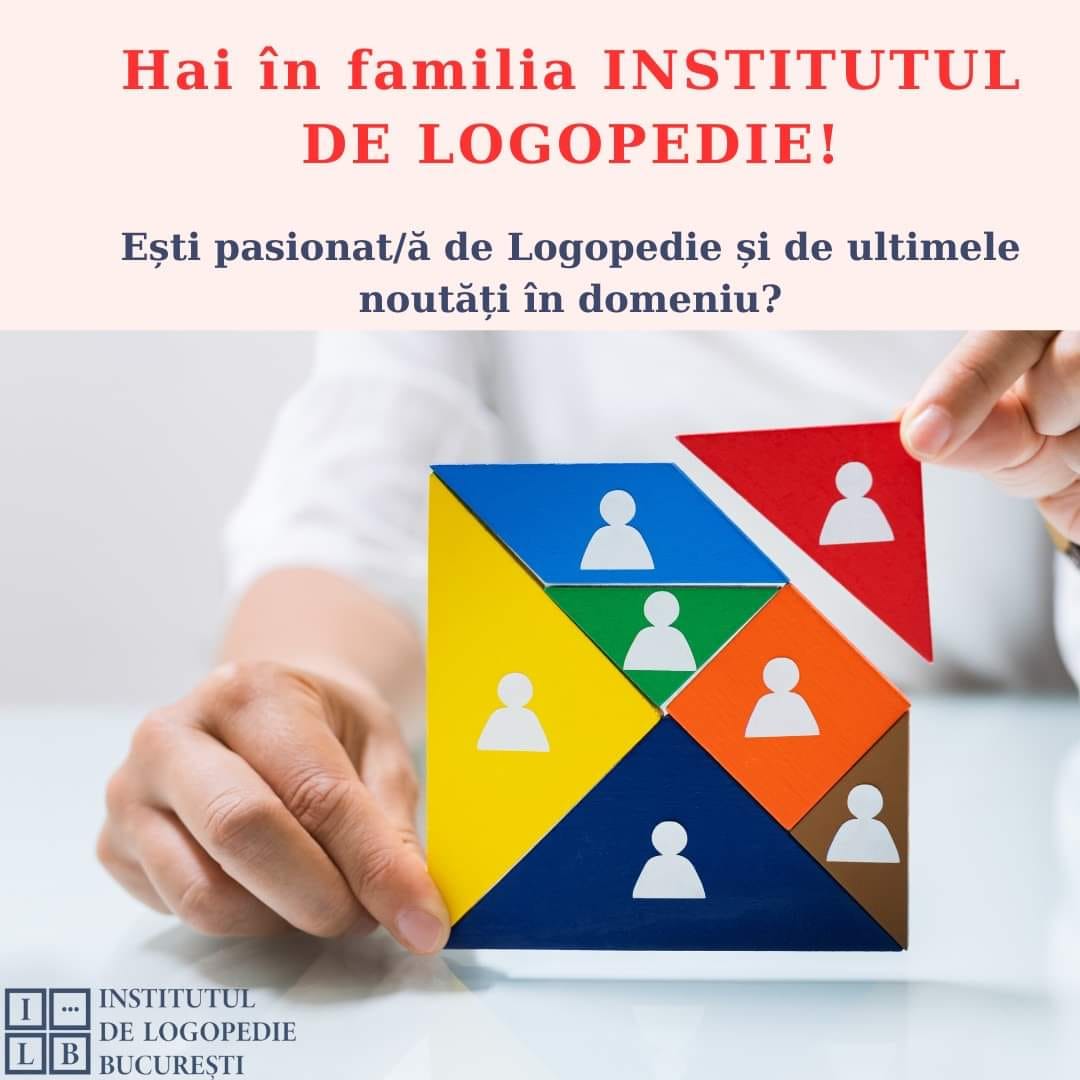 Hai în familia INSTITUTUL
DE LOGOPEDIE!
Ești pasionat/ă de Logopedie și de ultimele
noutăți în domeniu?
I ...
L B
INSTITUTUL
DE LOGOPEDIE
BUCUREȘTI